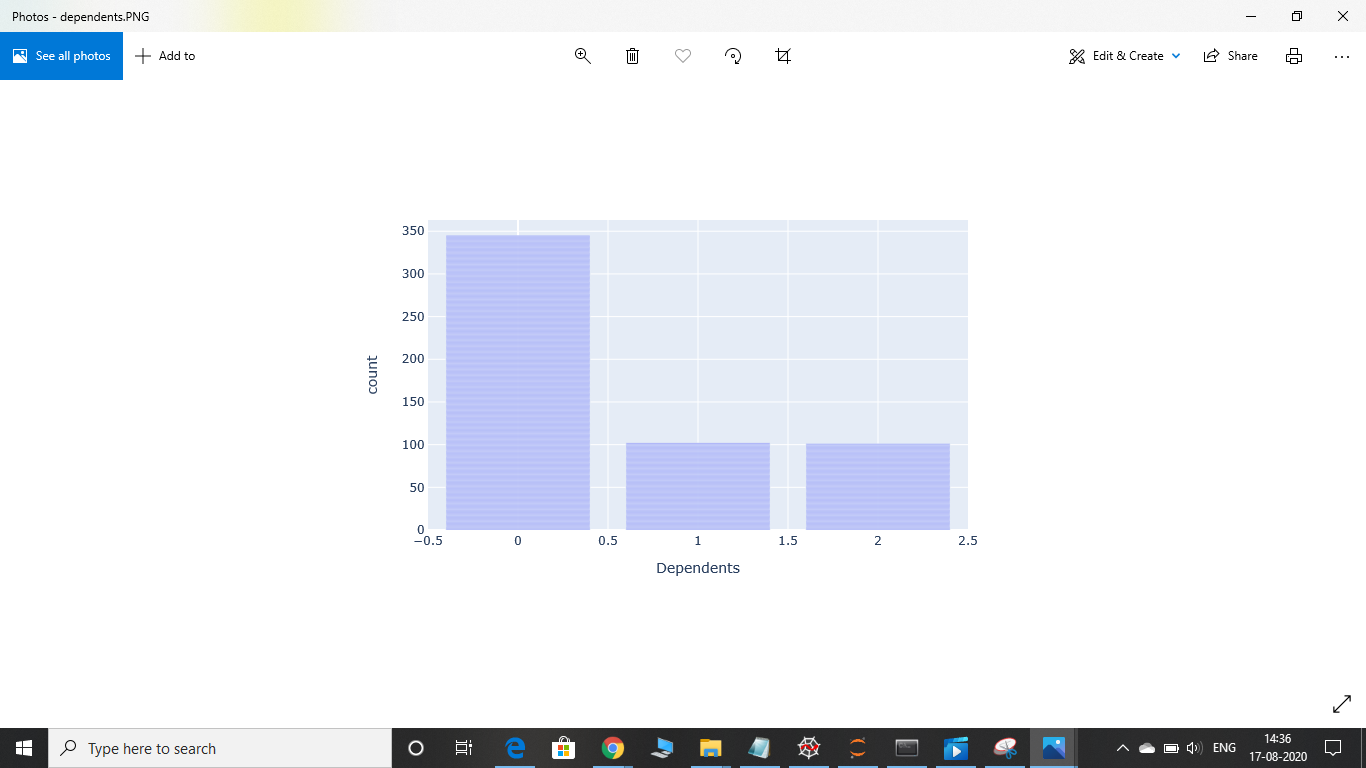 Photos - dependents.PNG
See all photos
Add to
Edit & Create
Share
350
300
250
200
150
100
50
0
count
−0.5 0 0.5 1 1.5 2 2.5
Dependents
Type here to search
ENG
14:36
17-08-2020